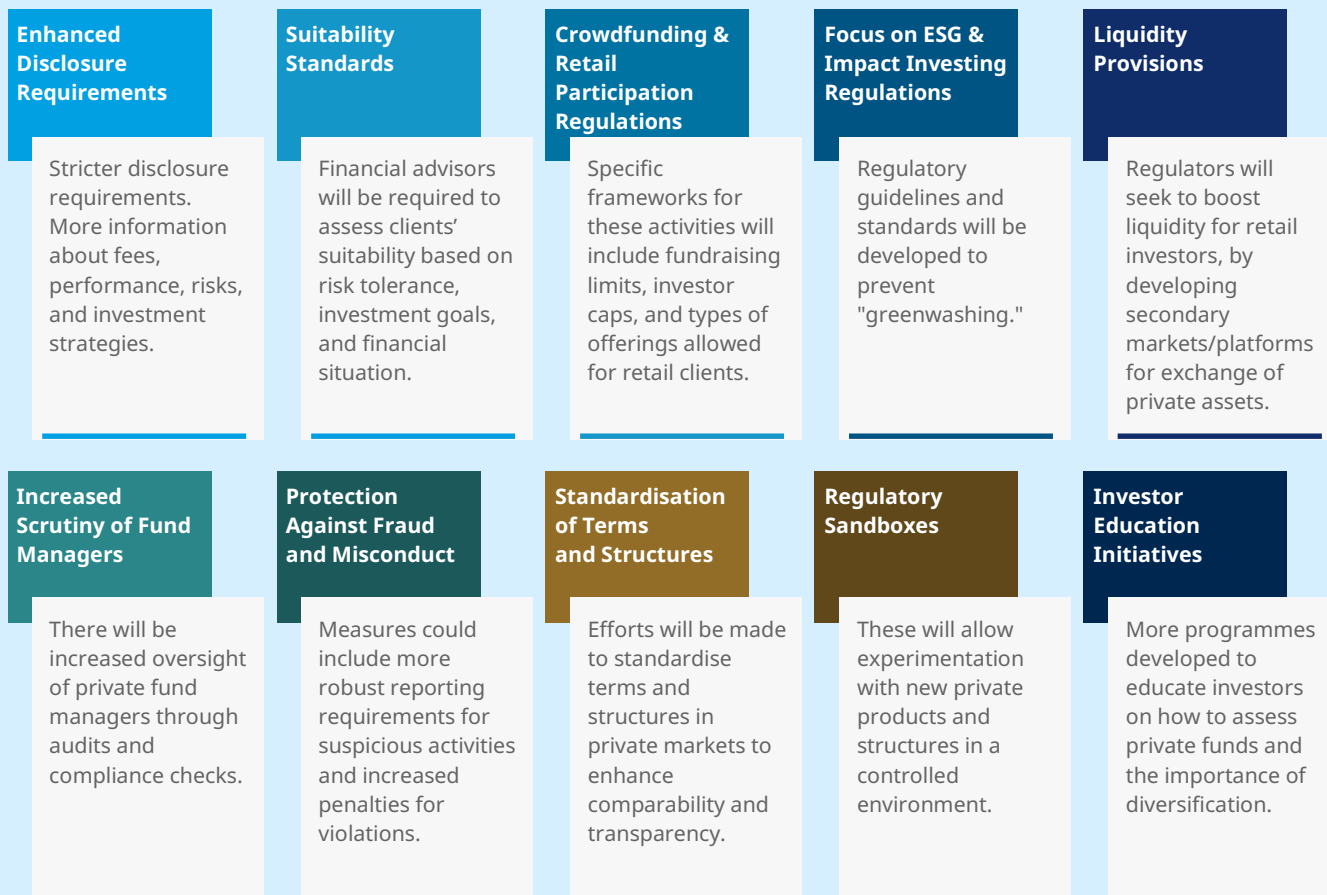 Enhanced
Disclosure
Requirements
Stricter disclosure
requirements.
More information
about fees,
performance, risks,
and investment
strategies.
Suitability
Standards
Financial advisors
will be required to
assess clients’
suitability based on
risk tolerance,
investment goals,
and financial
situation.
Crowdfunding &
Retail
Participation
Regulations
Specific
frameworks for
these activities will
include fundraising
limits, investor
caps, and types of
offerings allowed
for retail clients.
Focus on ESG &
Impact Investing
Regulations
Regulatory
guidelines and
standards will be
developed to
prevent
"greenwashing."
Liquidity
Provisions
Regulators will
seek to boost
liquidity for retail
investors, by
developing
secondary
markets/platforms
for exchange of
private assets.
Increased
Scrutiny of Fund
Managers
There will be
increased oversight
of private fund
managers through
audits and
compliance checks.
Protection
Against Fraud
and Misconduct
Measures could
include more
robust reporting
requirements for
suspicious activities
and increased
penalties for
violations.
Standardisation
of Terms
and Structures
Efforts will be made
to standardise
terms and
structures in
private markets to
enhance
comparability and
transparency.
Regulatory
Sandboxes
These will allow
experimentation
with new private
products and
structures in a
controlled
environment.
Investor
Education
Initiatives
More programmes
developed to
educate investors
on how to assess
private funds and
the importance of
diversification.